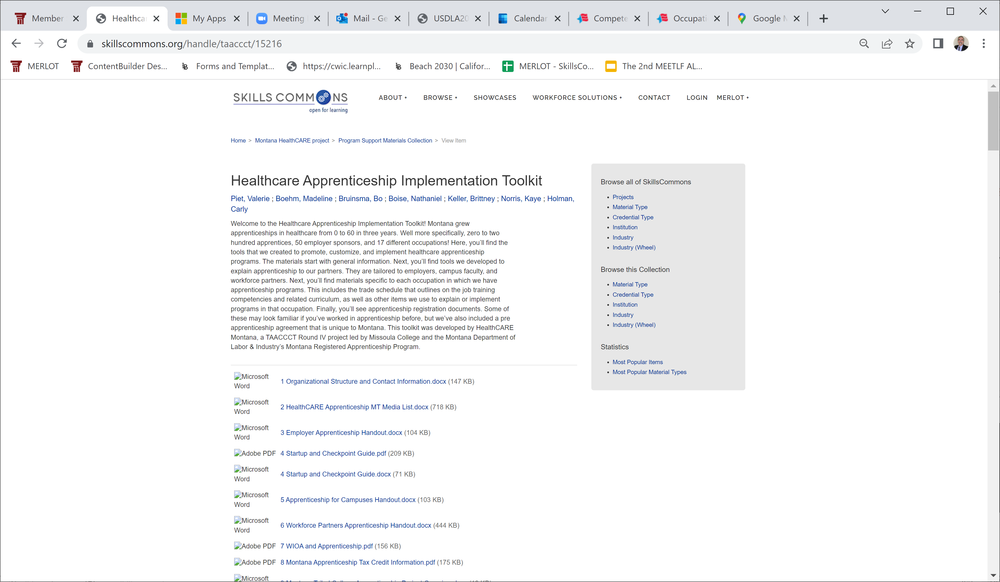 Member
Healthca
My Apps
Meeting
Mail - Ge
USDLA20
Calendar
Compete
Occupati
Google M
skillscommons.org/handle/taaccct/15216
MERLOT
ContentBuilder Des...
Forms and Templat...
https://cwic.learnpl...
Beach 2030 | Califor...
MERLOT - SkillsCo...
The 2nd MEETLF AL...
SKILLS COMMONS
open for learning
ABOUT + BROWSE + SHOWCASES WORKFORCE SOLUTIONS + CONTACT LOGIN MERLOT +
Home > Montana HealthCARE project > Program Support Materials Collection > View Item
Healthcare Apprenticeship Implementation Toolkit
Piet, Valerie ; Boehm, Madeline ; Bruinsma, Bo ; Boise, Nathaniel ; Keller, Brittney ; Norris, Kaye ; Holman,
Carly
Welcome to the Healthcare Apprenticeship Implementation Toolkit! Montana grew
apprenticeships in healthcare from 0 to 60 in three years. Well more specifically, zero to two
hundred apprentices, 50 employer sponsors, and 17 different occupations! Here, you’ll find the
tools that we created to promote, customize, and implement healthcare apprenticeship
programs. The materials start with general information. Next, you’ll find tools we developed to
explain apprenticeship to our partners. They are tailored to employers, campus faculty, and
workforce partners. Next, you’ll find materials specific to each occupation in which we have
apprenticeship programs. This includes the trade schedule that outlines on the job training
competencies and related curriculum, as well as other items we use to explain or implement
programs in that occupation. Finally, you’ll see apprenticeship registration documents. Some of
these may look familiar if you’ve worked in apprenticeship before, but we’ve also included a pre
apprenticeship agreement that is unique to Montana. This toolkit was developed by HealthCARE
Montana, a TAACCCT Round IV project led by Missoula College and the Montana Department of
Labor & Industry’s Montana Registered Apprenticeship Program.
Microsoft
Word
1 Organizational Structure and Contact Information.docx (147 KB)
Microsoft
Word
2 HealthCARE Apprenticeship MT Media List.docx (718 KB)
Microsoft
Word
3 Employer Apprenticeship Handout.docx (104 KB)
Adobe PDF 4 Startup and Checkpoint Guide.pdf (209 KB)
Microsoft
Word
4 Startup and Checkpoint Guide.docx (71 KB)
Microsoft
Word
5 Apprenticeship for Campuses Handout.docx (103 KB)
Microsoft
Word
6 Workforce Partners Apprenticeship Handout.docx (444 KB)
Adobe PDF 7 WIOA and Apprenticeship.pdf (156 KB)
Adobe PDF 8 Montana Apprenticeship Tax Credit Information.pdf (175 KB)
Microsoft
Browse all of SkillsCommons
Projects
Material Type
Credential Type
Institution
Industry
Industry (Wheel)
Browse this Collection
Material Type
Credential Type
Institution
Industry
Industry (Wheel)
Statistics
Most Popular Items
Most Popular Material Types